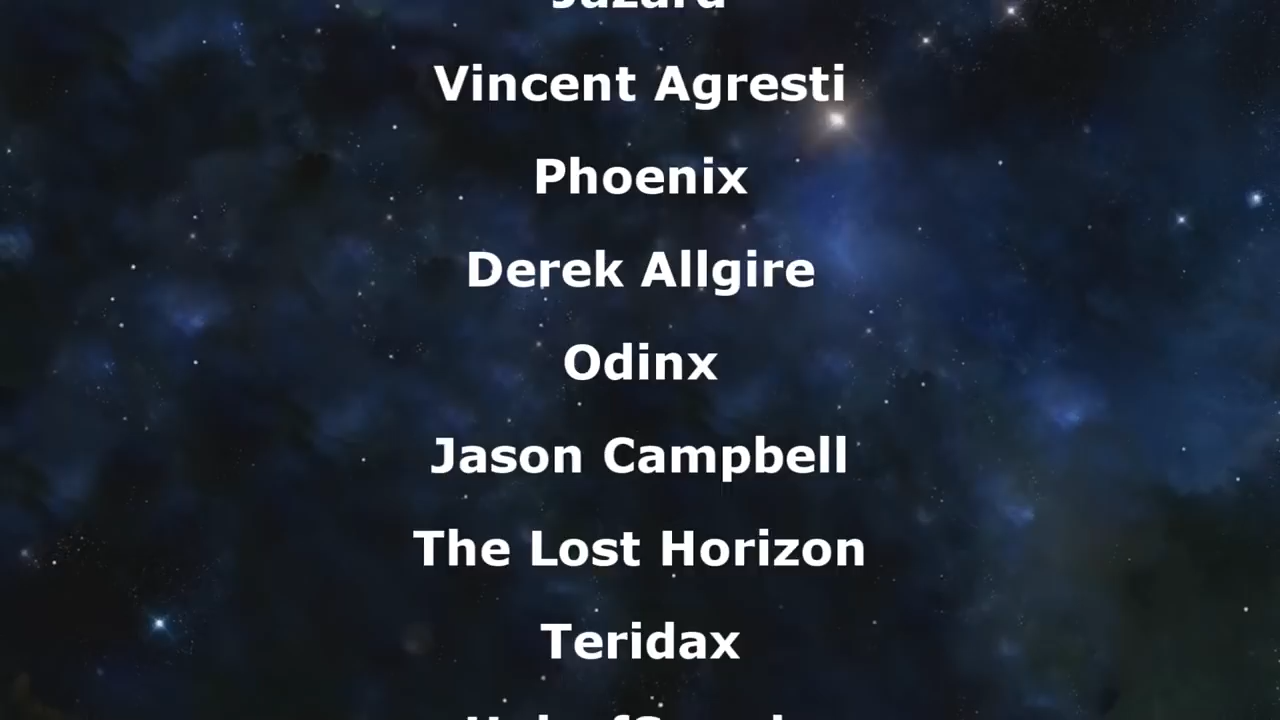 Vincent Agresti
Phoenix
Derek Allgire
Odinx
Jason Campbell
The Lost Horizon
Teridax